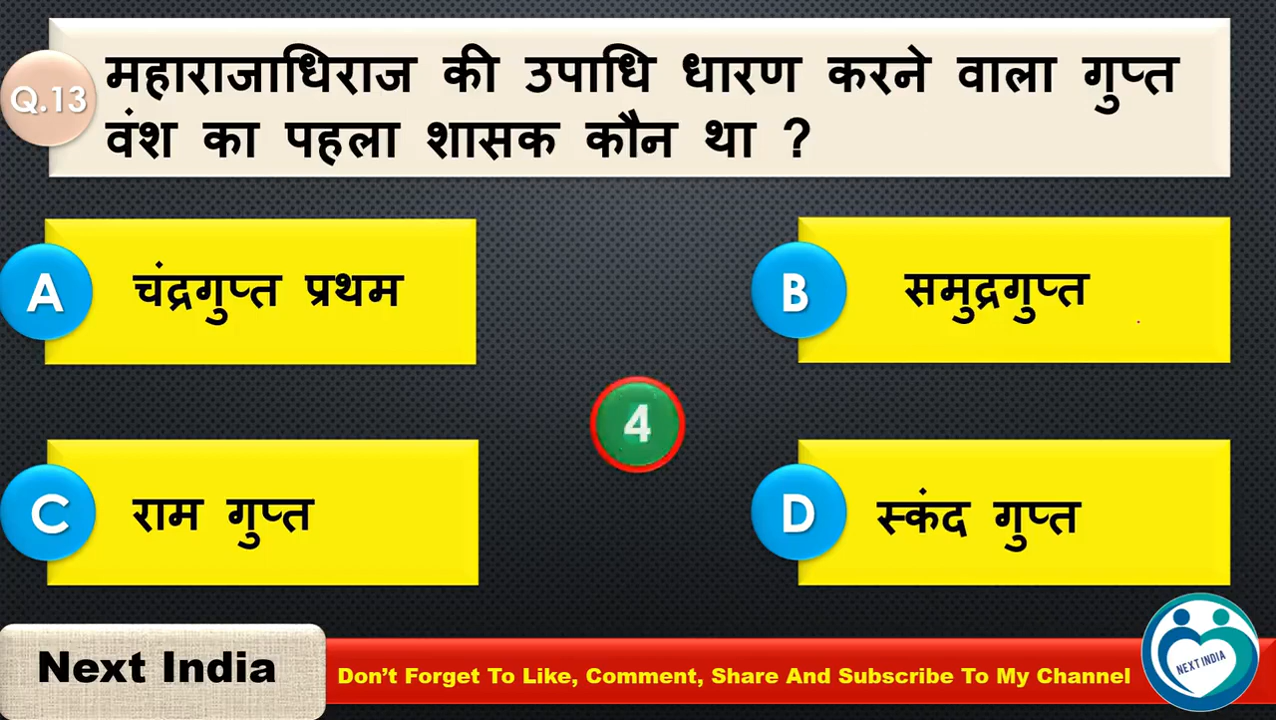 Q.13
महाराजाधिराज की उपाधि धारण करने वाला गुप्त
वंश का पहला शासक कौन था ?
A चंद्रगुप्त प्रथम
B समुद्रगुप्त
4
C राम गुप्त
D स्कंद गुप्त
Next India
Don't Forget To Like, Comment, Share And Subscribe To My Channel
NEXT INDIA